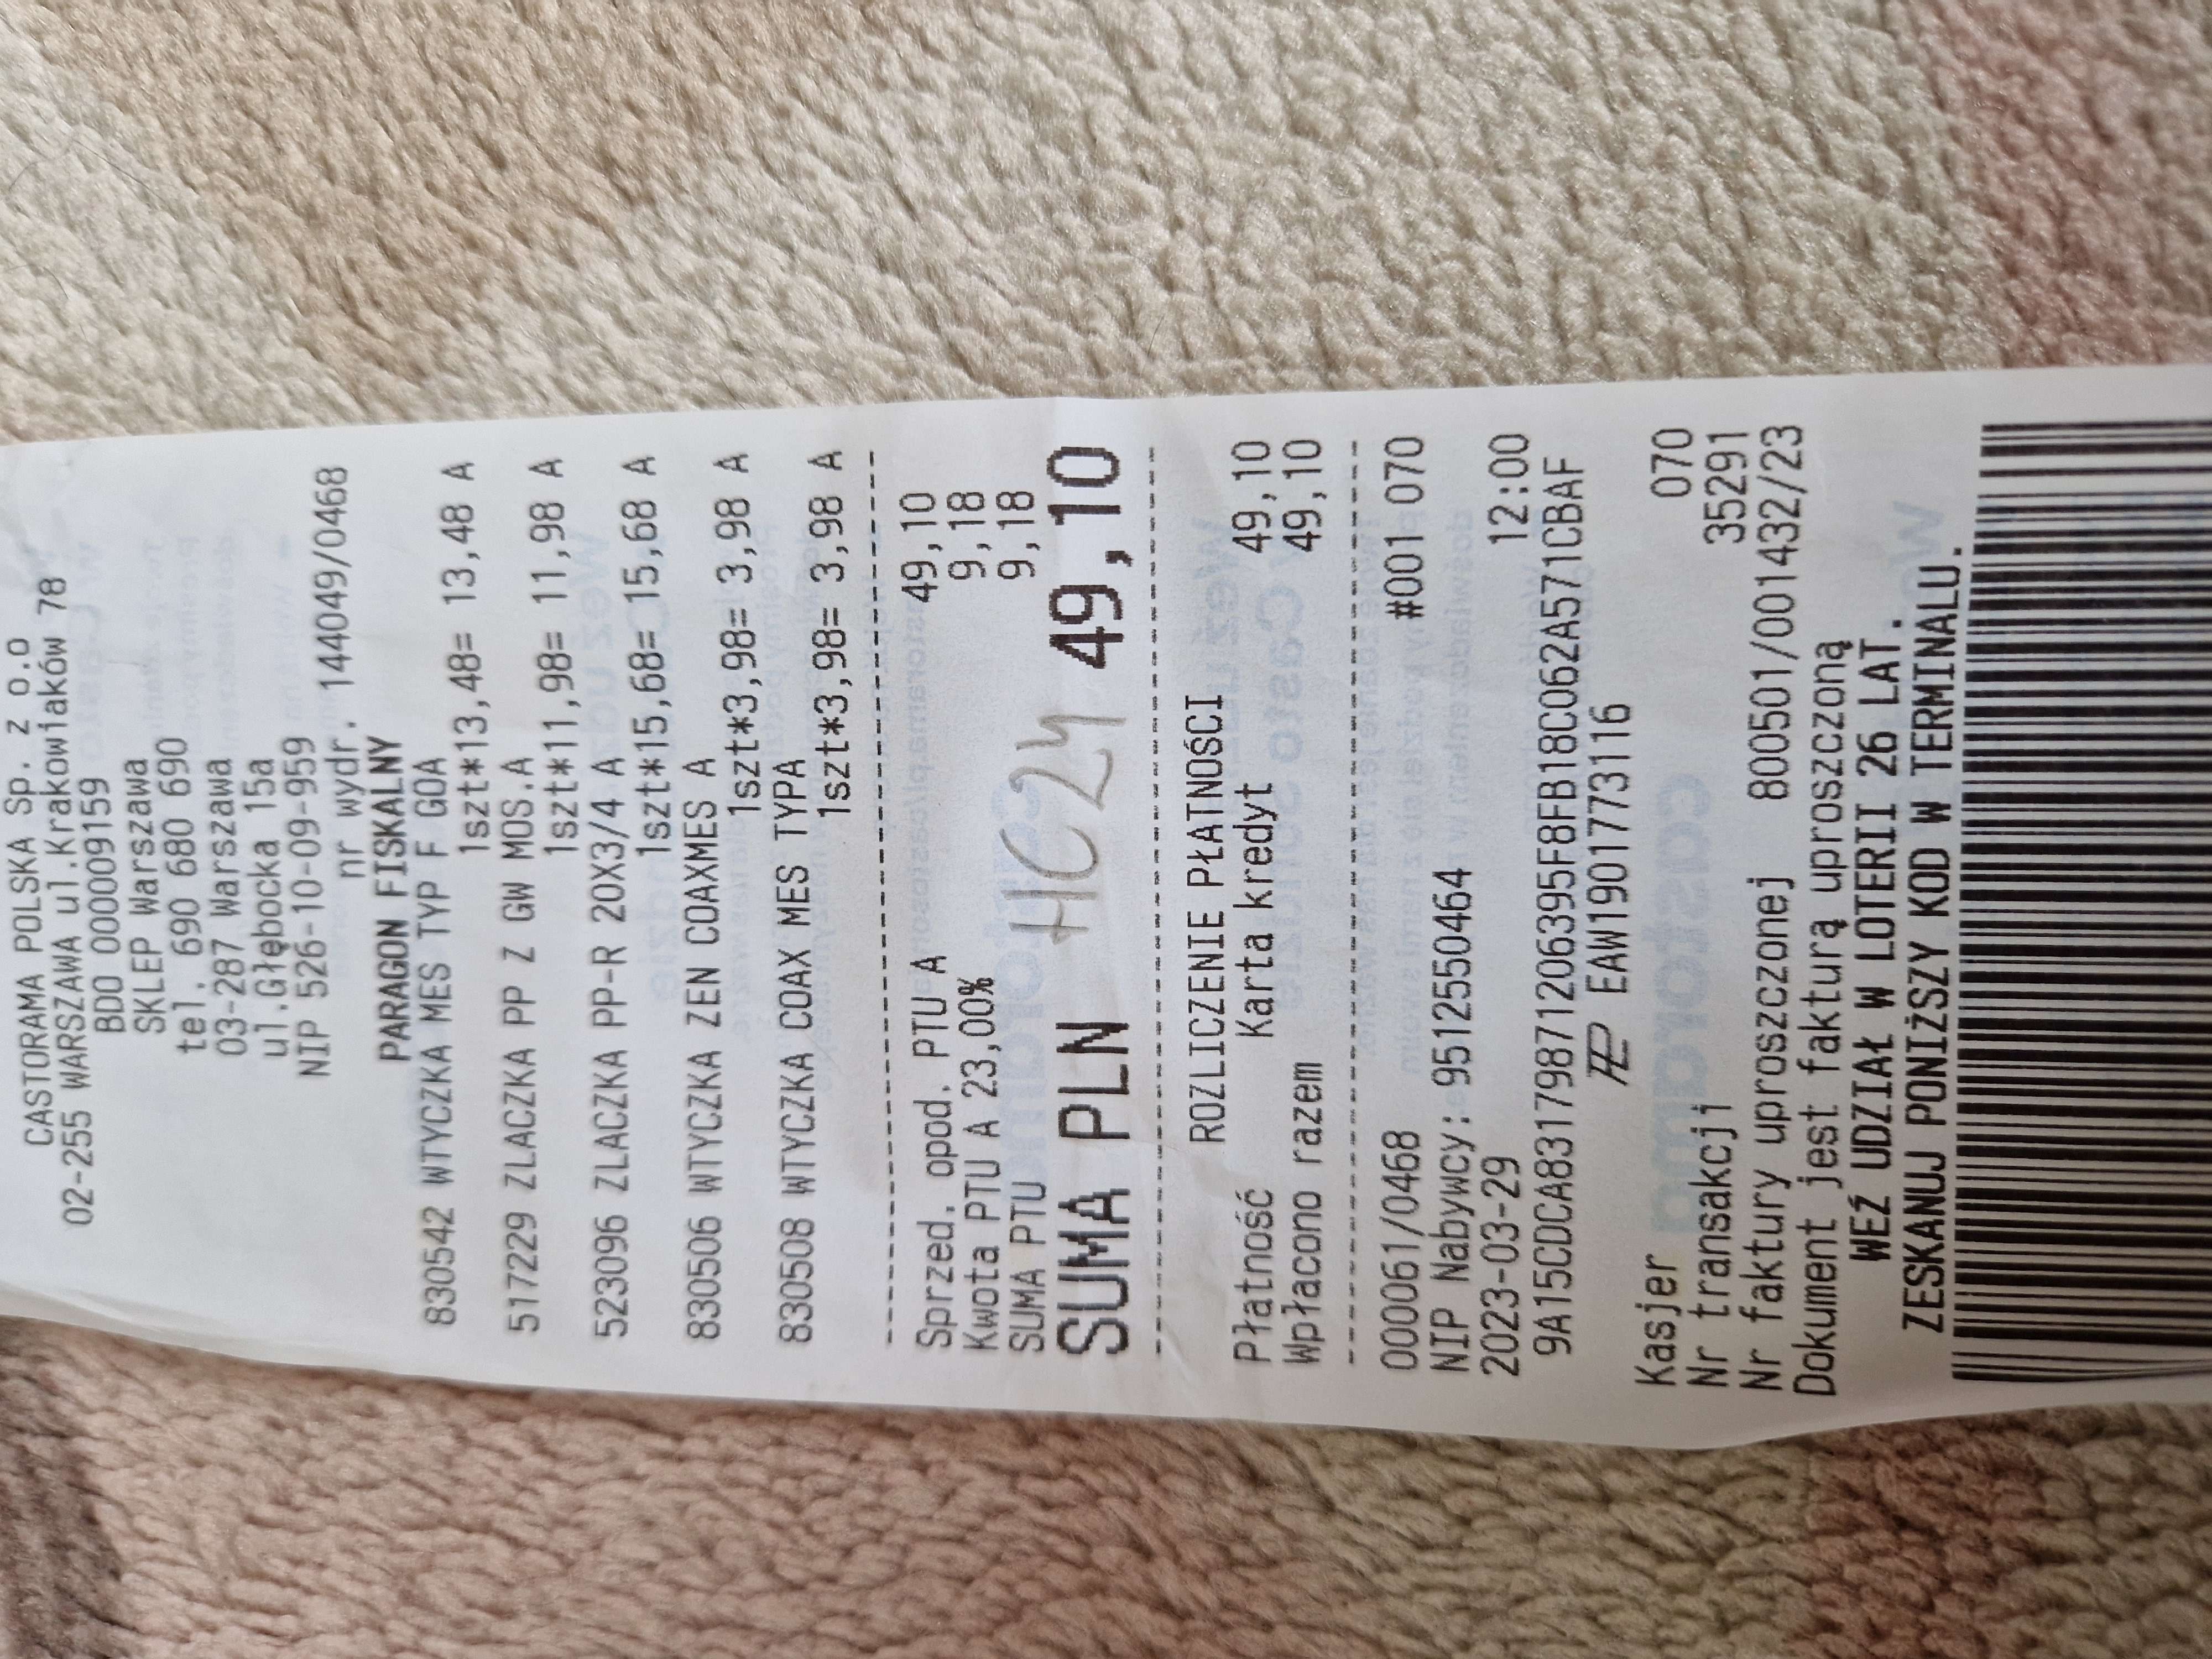 CASTORAMA POLSKA Sp. z o.o
02-255 WARSZAWA ul.Krakowiaków 78
BDO 000009159
SKLEP Warszawa
tel. 690 680 690
03-287 Warszawa
ul.Głębocka 15a
NIP 526-10-09-959
nr wydr. 144049/0468
PARAGON FISKALNY
830542 WTYCZKA MES TYP F GOA
1szt*13,48= 13,48 A
517229 ZLACZKA PP Z GW MOS.A
1szt*11,98= 11,98 A
523096 ZLACZKA PP-R 20X3/4 A
1szt*15,68= 15,68 A
830506 WTYCZKA ZEN COAXMES A
1szt*3,98= 3,98 A
830508 WTYCZKA COAX MES TYPA
1szt*3,98= 3,98 A
Sprzed. opod. PTU A 49,10
Kwota PTU A 23,00% 9,18
SUMA PTU 9,18
HC24
SUMA PLN 49,10
ROZLICZENIE PŁATNOŚCI
Płatność Karta kredyt 49,10
Wpłacono razem 49,10
000061/0468 #001 070
NIP Nabywcy: 9512550464
2023-03-29 12:00
9A15CDCA83179871206395F8FB18C062A571CBAF
EAW1901773116
Kasjer 070
Nr transakcji 35291
Nr faktury uproszczonej 800501/001432/23
Dokument jest fakturą uproszczoną
WEŹ UDZIAŁ W LOTERII 26 LAT.
ZESKANUJ PONIŻSZY KOD W TERMINALU.